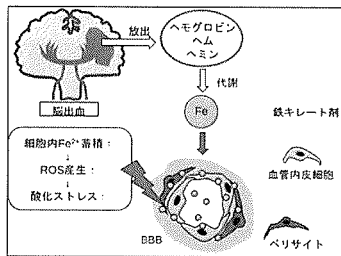 放出
ヘモグロビン
ヘム
ヘミン
脳出血
代謝
Fe
鉄キレート剤
細胞内Fe²⁺蓄積↑
↓
ROS産生↑
↓
酸化ストレス↑
血管内皮細胞
BBB
ペリサイト